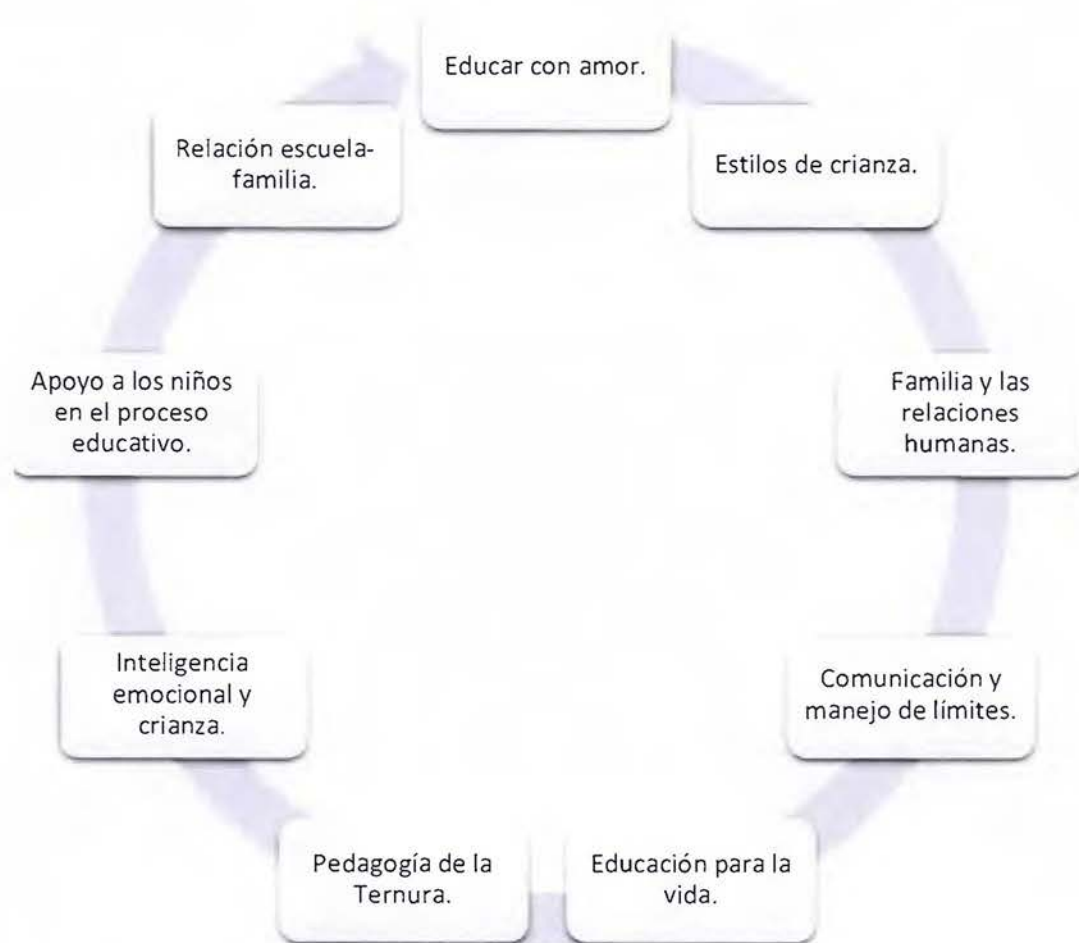 Educar con amor.
Estilos de crianza.
Familia y las
relaciones
humanas.
Comunicación y
manejo de límites.
Educación para la
vida.
Pedagogía de la
Ternura.
Inteligencia
emocional y
crianza.
Apoyo a los niños
en el proceso
educativo.
Relación escuela-
familia.